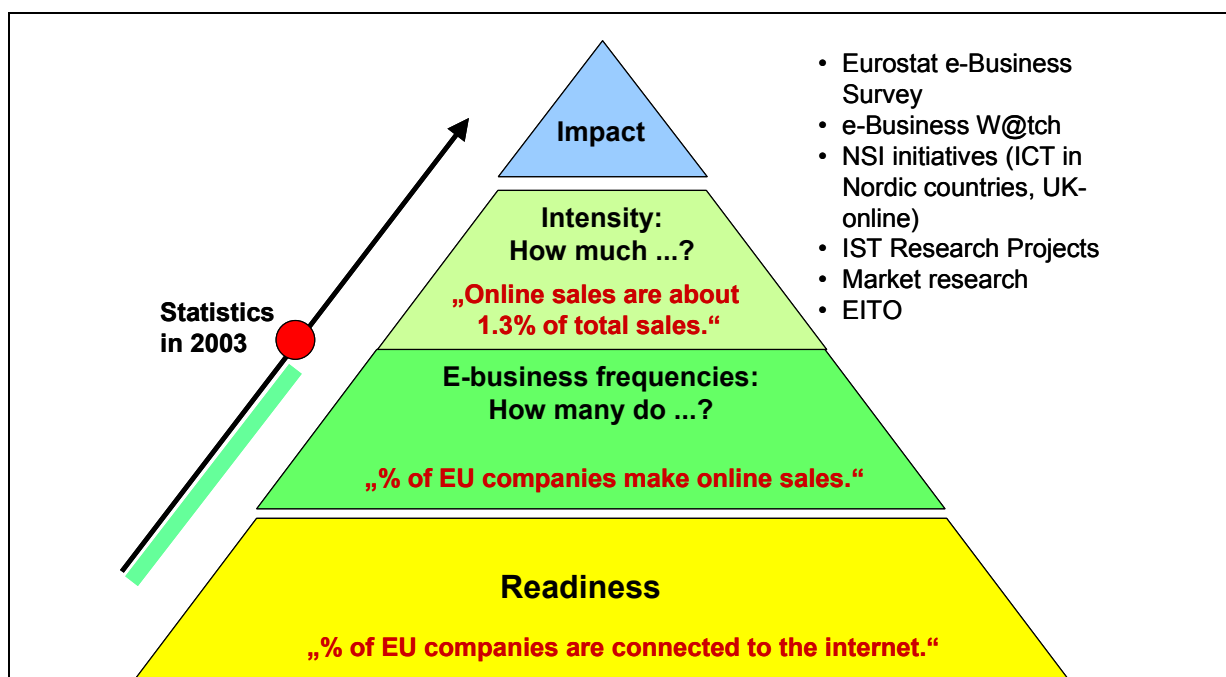 Impact
Intensity:
How much ...?
„Online sales are about
1.3% of total sales.“
E-business frequencies:
How many do ...?
„% of EU companies make online sales.“
Readiness
„% of EU companies are connected to the internet.“
Statistics
in 2003
• Eurostat e-Business
Survey
• e-Business W@tch
• NSI initiatives (ICT in
Nordic countries, UK-
online)
• IST Research Projects
• Market research
• EITO